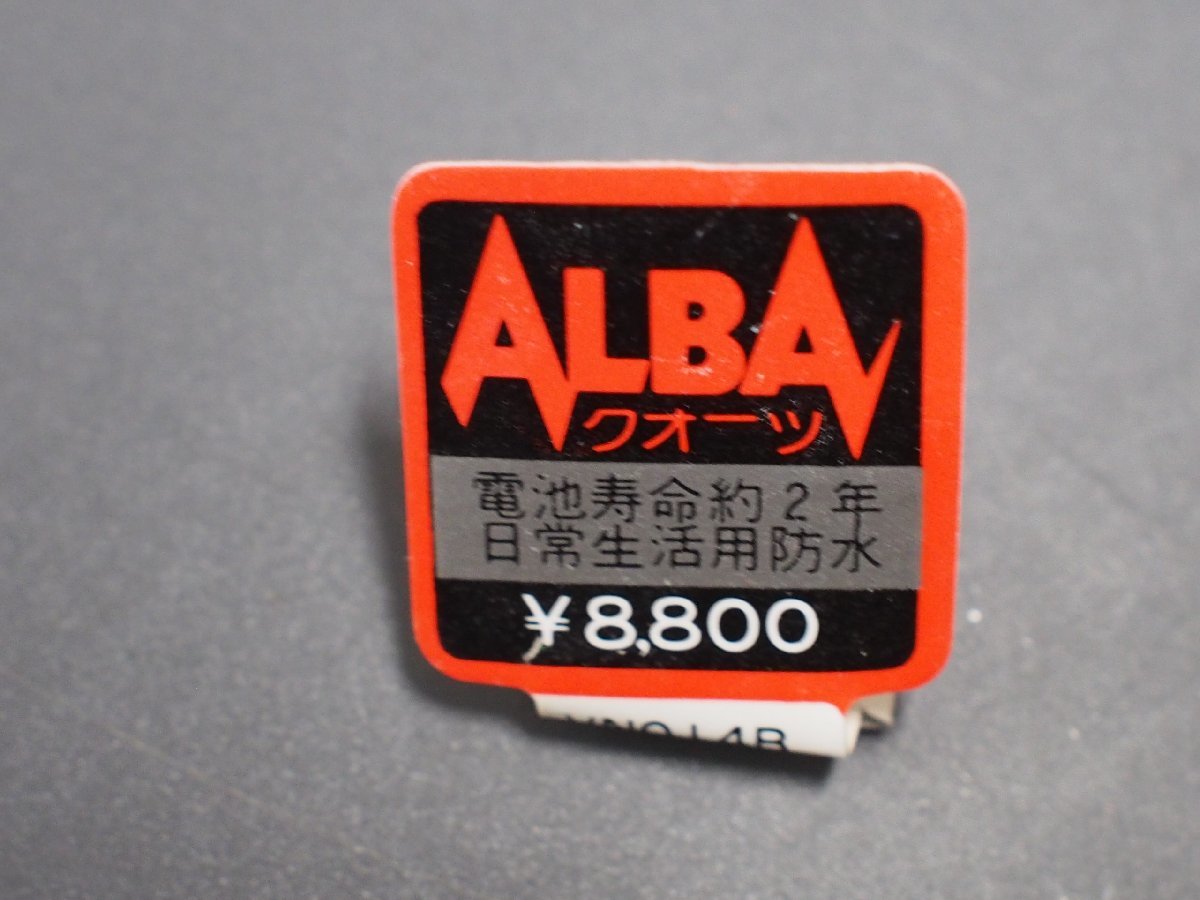 ALBA
クオーツ
電池寿命約2年
日常生活用防水
¥8,800